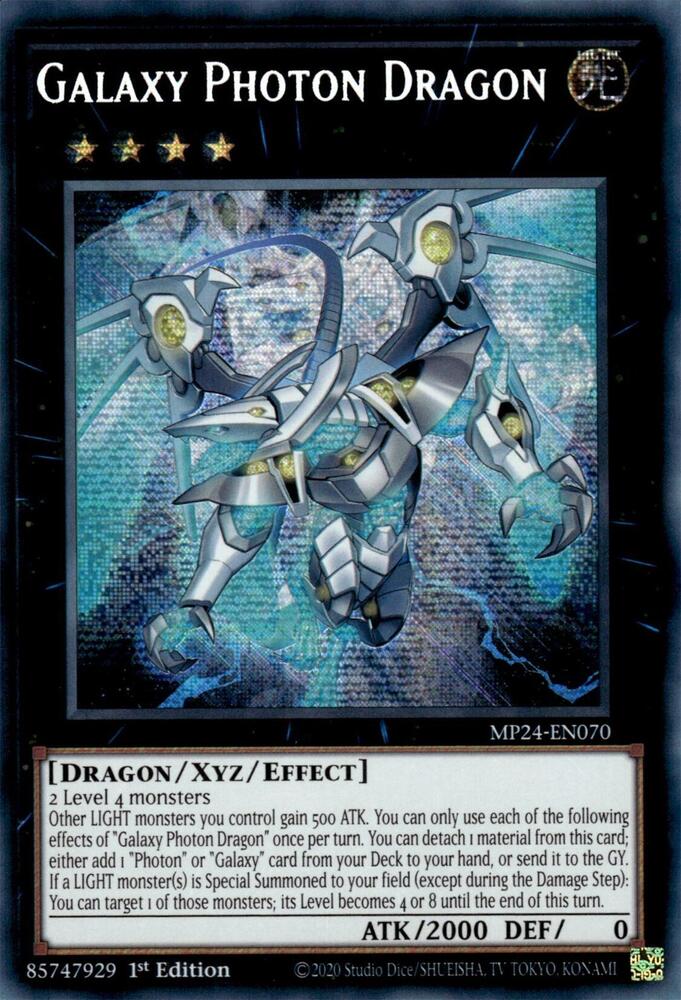 GALAXY PHOTON DRAGON
MP24-EN070
[DRAGON/XYZ/EFFECT]
2 Level 4 monsters
Other LIGHT monsters you control gain 500 ATK. You can only use each of the following
effects of "Galaxy Photon Dragon" once per turn. You can detach 1 material from this card;
either add 1 "Photon" or "Galaxy" card from your Deck to your hand, or send it to the GY.
If a LIGHT monster(s) is Special Summoned to your field (except during the Damage Step):
You can target 1 of those monsters; its Level becomes 4 or 8 until the end of this turn.
ATK/2000 DEF/ 0
85747929 1st Edition ©2020 Studio Dice/SHUEISHA, TV TOKYO, KONAMI